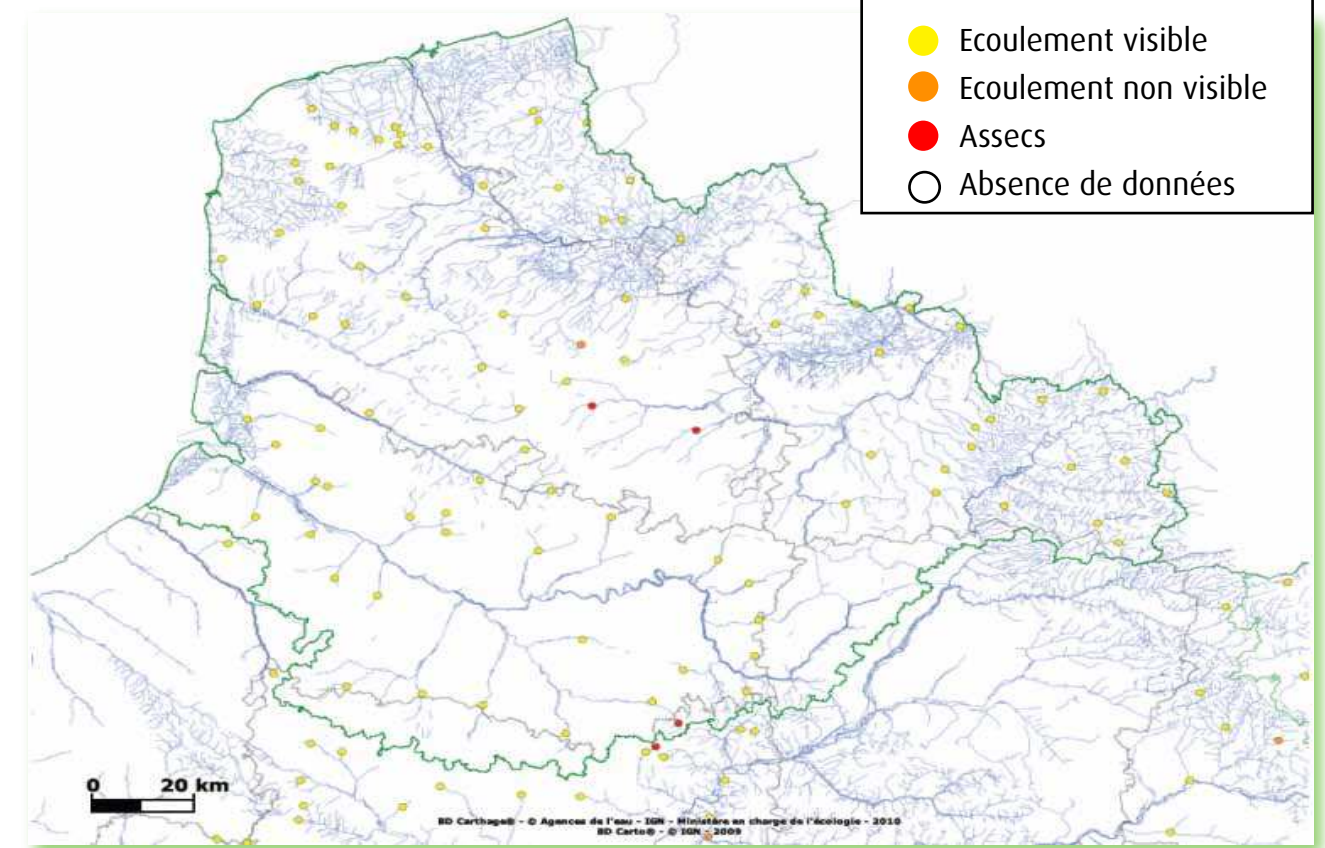 Ecoulement visible
Ecoulement non visible
Assecs
Absence de données
0 20 km
BD Carthage® - © Agences de l'eau - IGN - Ministère en charge de l'écologie - 2010
BD Carto® - © IGN - 2009